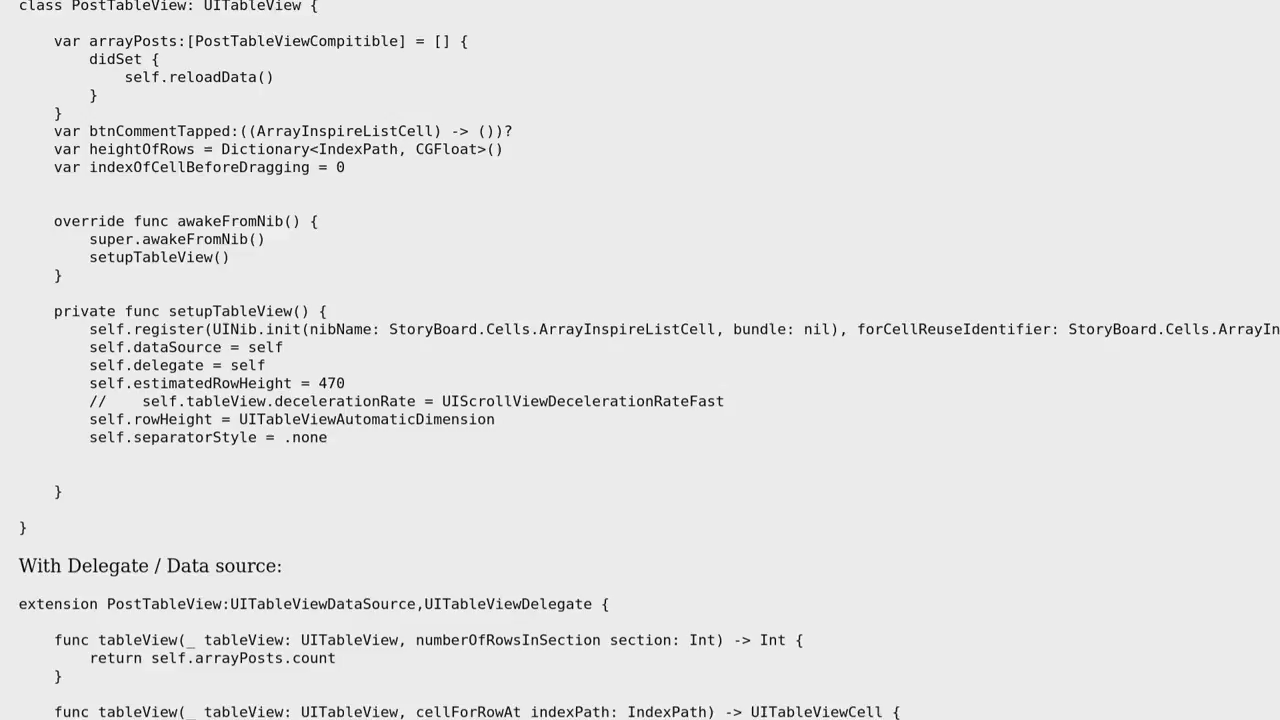 class PostTableView: UITableView {
var arrayPosts:[PostTableViewCompitible] = [] {
didSet {
self.reloadData()
}
}
var btnCommentTapped:((ArrayInspireListCell) -> ())?
var heightOfRows = Dictionary<IndexPath, CGFloat>()
var indexOfCellBeforeDragging = 0
override func awakeFromNib() {
super.awakeFromNib()
setupTableView()
}
private func setupTableView() {
self.register(UINib.init(nibName: StoryBoard.Cells.ArrayInspireListCell, bundle: nil), forCellReuseIdentifier: StoryBoard.Cells.ArrayIn
self.dataSource = self
self.delegate = self
self.estimatedRowHeight = 470
//    self.tableView.decelerationRate = UIScrollViewDecelerationRateFast
self.rowHeight = UITableViewAutomaticDimension
self.separatorStyle = .none
}
}
With Delegate / Data source:
extension PostTableView:UITableViewDataSource,UITableViewDelegate {
func tableView(_ tableView: UITableView, numberOfRowsInSection section: Int) -> Int {
return self.arrayPosts.count
}
func tableView(_ tableView: UITableView, cellForRowAt indexPath: IndexPath) -> UITableViewCell {